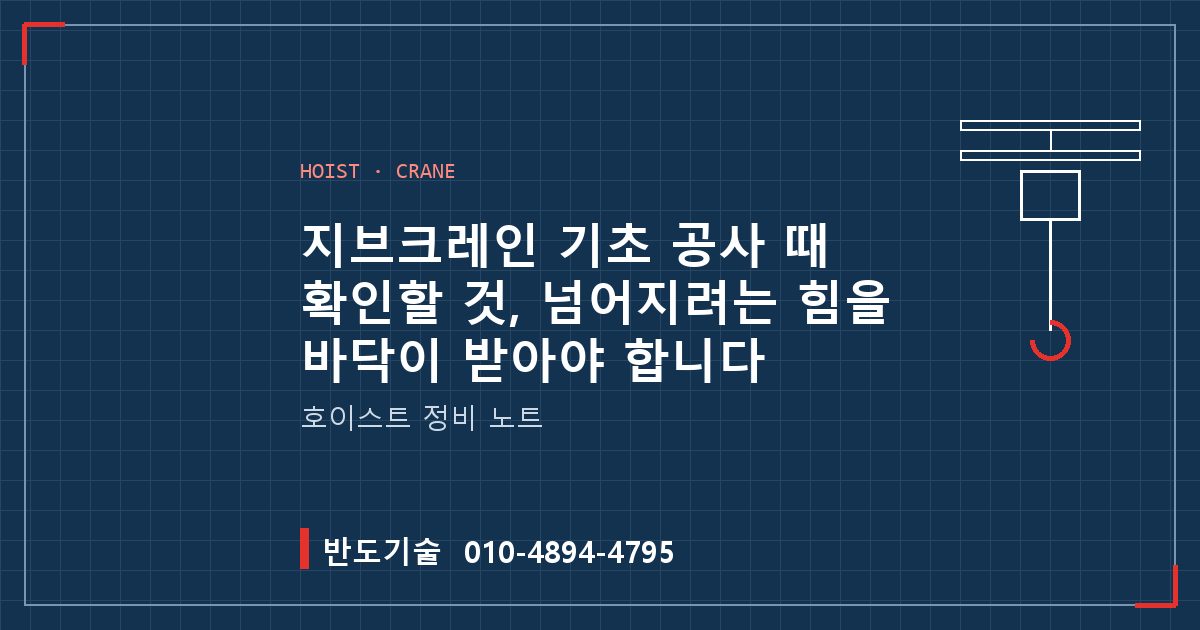 HOIST · CRANE
지브크레인 기초 공사 때
확인할 것, 넘어지려는 힘을
바닥이 받아야 합니다
호이스트 정비 노트
반도기술 010-4894-4795